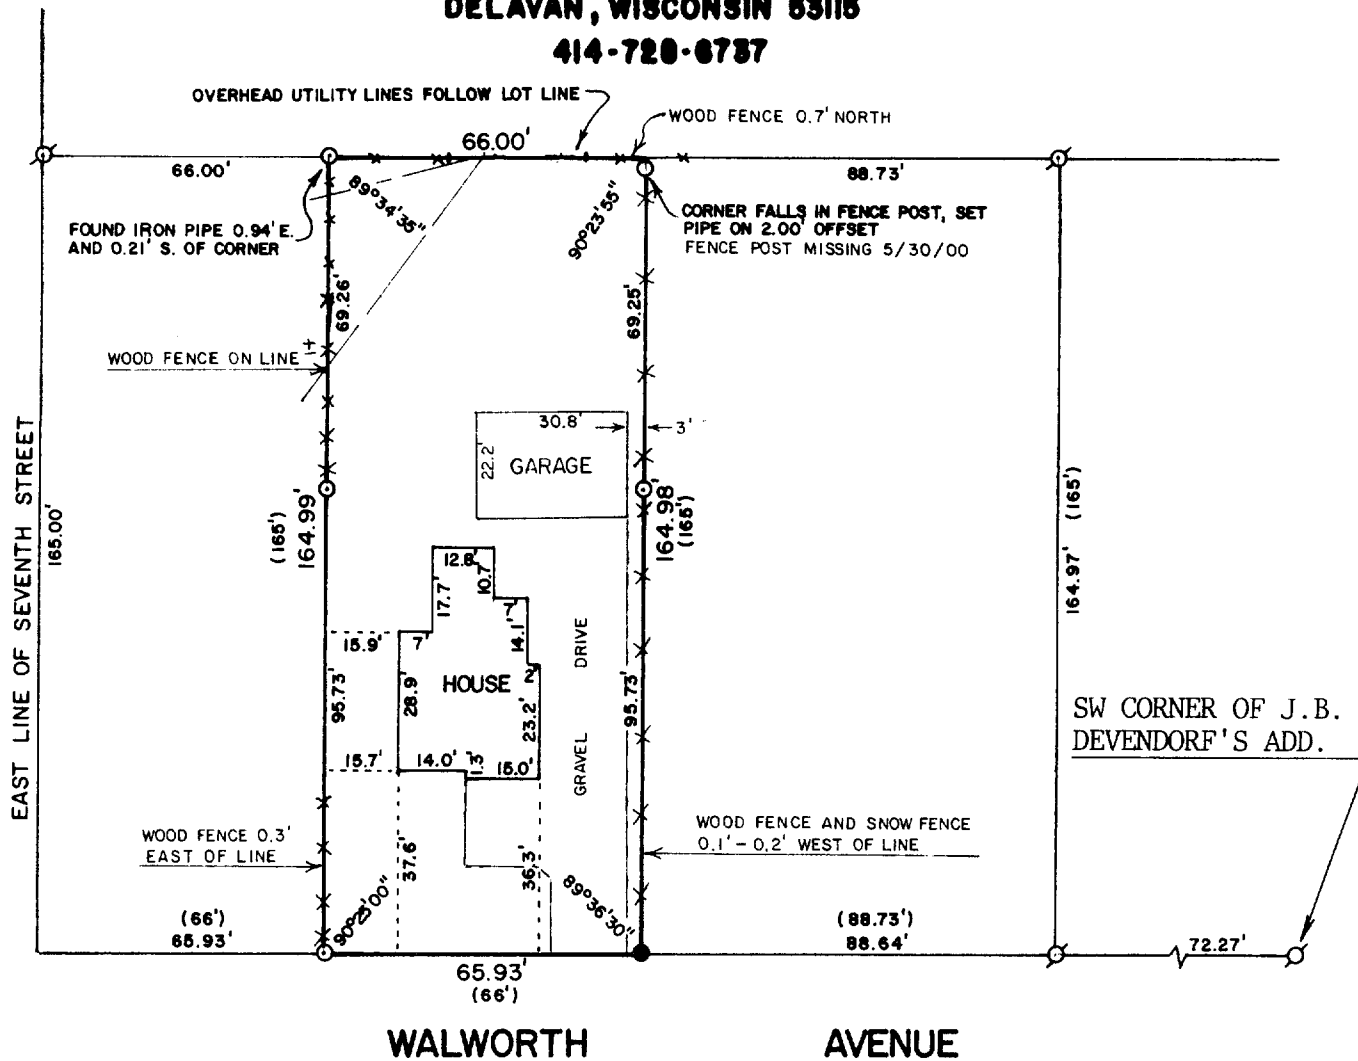 DELAVAN, WISCONSIN 53115
414-728-6737
OVERHEAD UTILITY LINES FOLLOW LOT LINE
WOOD FENCE 0.7' NORTH
66.00'
66.00'
88.73'
89°34'35"
90°23'55"
FOUND IRON PIPE 0.94' E.
AND 0.21' S. OF CORNER
CORNER FALLS IN FENCE POST, SET
PIPE ON 2.00' OFFSET
FENCE POST MISSING 5/30/00
69.26'
69.25'
WOOD FENCE ON LINE ±
30.8'
3'
22.2'
GARAGE
EAST LINE OF SEVENTH STREET
165.00'
(165')
164.99'
164.98'
(165')
164.97' (165')
12.8'
10.7'
17.7'
7'
14.1'
15.9'
7'
2'
HOUSE
95.73'
28.9'
23.2'
GRAVEL DRIVE
95.73'
15.7'
14.0'
1.3'
15.0'
SW CORNER OF J.B.
DEVENDORF'S ADD.
WOOD FENCE 0.3'
EAST OF LINE
WOOD FENCE AND SNOW FENCE
0.1' - 0.2' WEST OF LINE
37.6'
36.3'
90°25'00"
89°36'30"
(66')
65.93'
(88.73')
88.64'
72.27'
65.93'
(66')
WALWORTH AVENUE